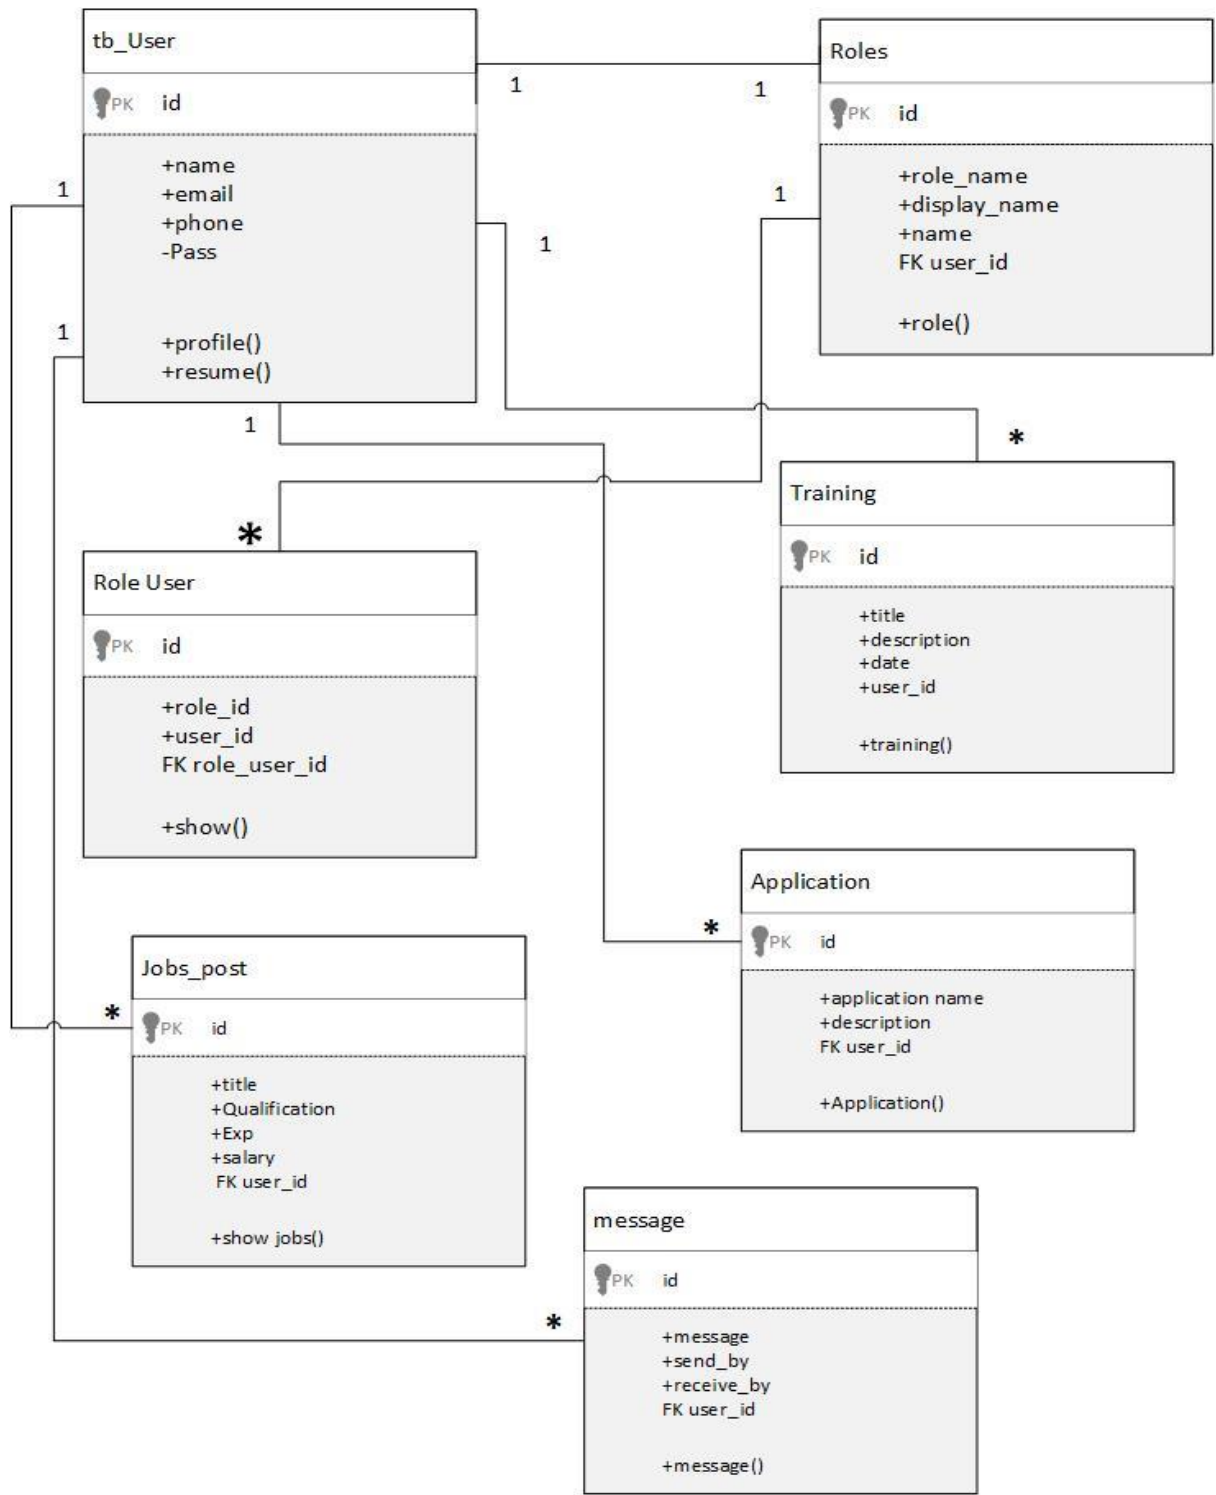 tb_User
PK id
+name
+email
+phone
-Pass
+profile()
+resume()
1
1
1
1
1
1
1
Roles
PK id
+role_name
+display_name
+name
FK user_id
+role()
*
Training
PK id
+title
+description
+date
+user_id
+training()
*
Role User
PK id
+role_id
+user_id
FK role_user_id
+show()
*
Application
PK id
+application name
+description
FK user_id
+Application()
*
Jobs_post
PK id
+title
+Qualification
+Exp
+salary
FK user_id
+show jobs()
*
message
PK id
+message
+send_by
+receive_by
FK user_id
+message()